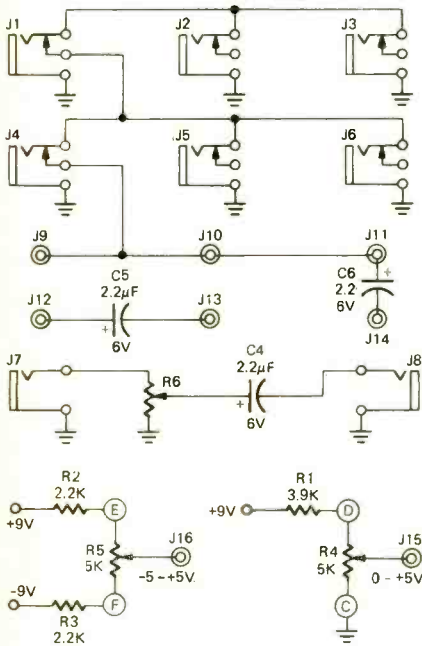 J1
J2
J3
J4
J5
J6
J9
J10
J11
C5
2.2μF
6V
C6
2.2
6V
+
J12
+
J13
J14
J7
R6
C4
2.2μF
+
6V
J8
R2
2.2K
+9V
E
R5
5K
J16
-5-+5V
-9V
F
R3
2.2K
R1
3.9K
+9V
D
R4
5K
J15
0-+5V
C